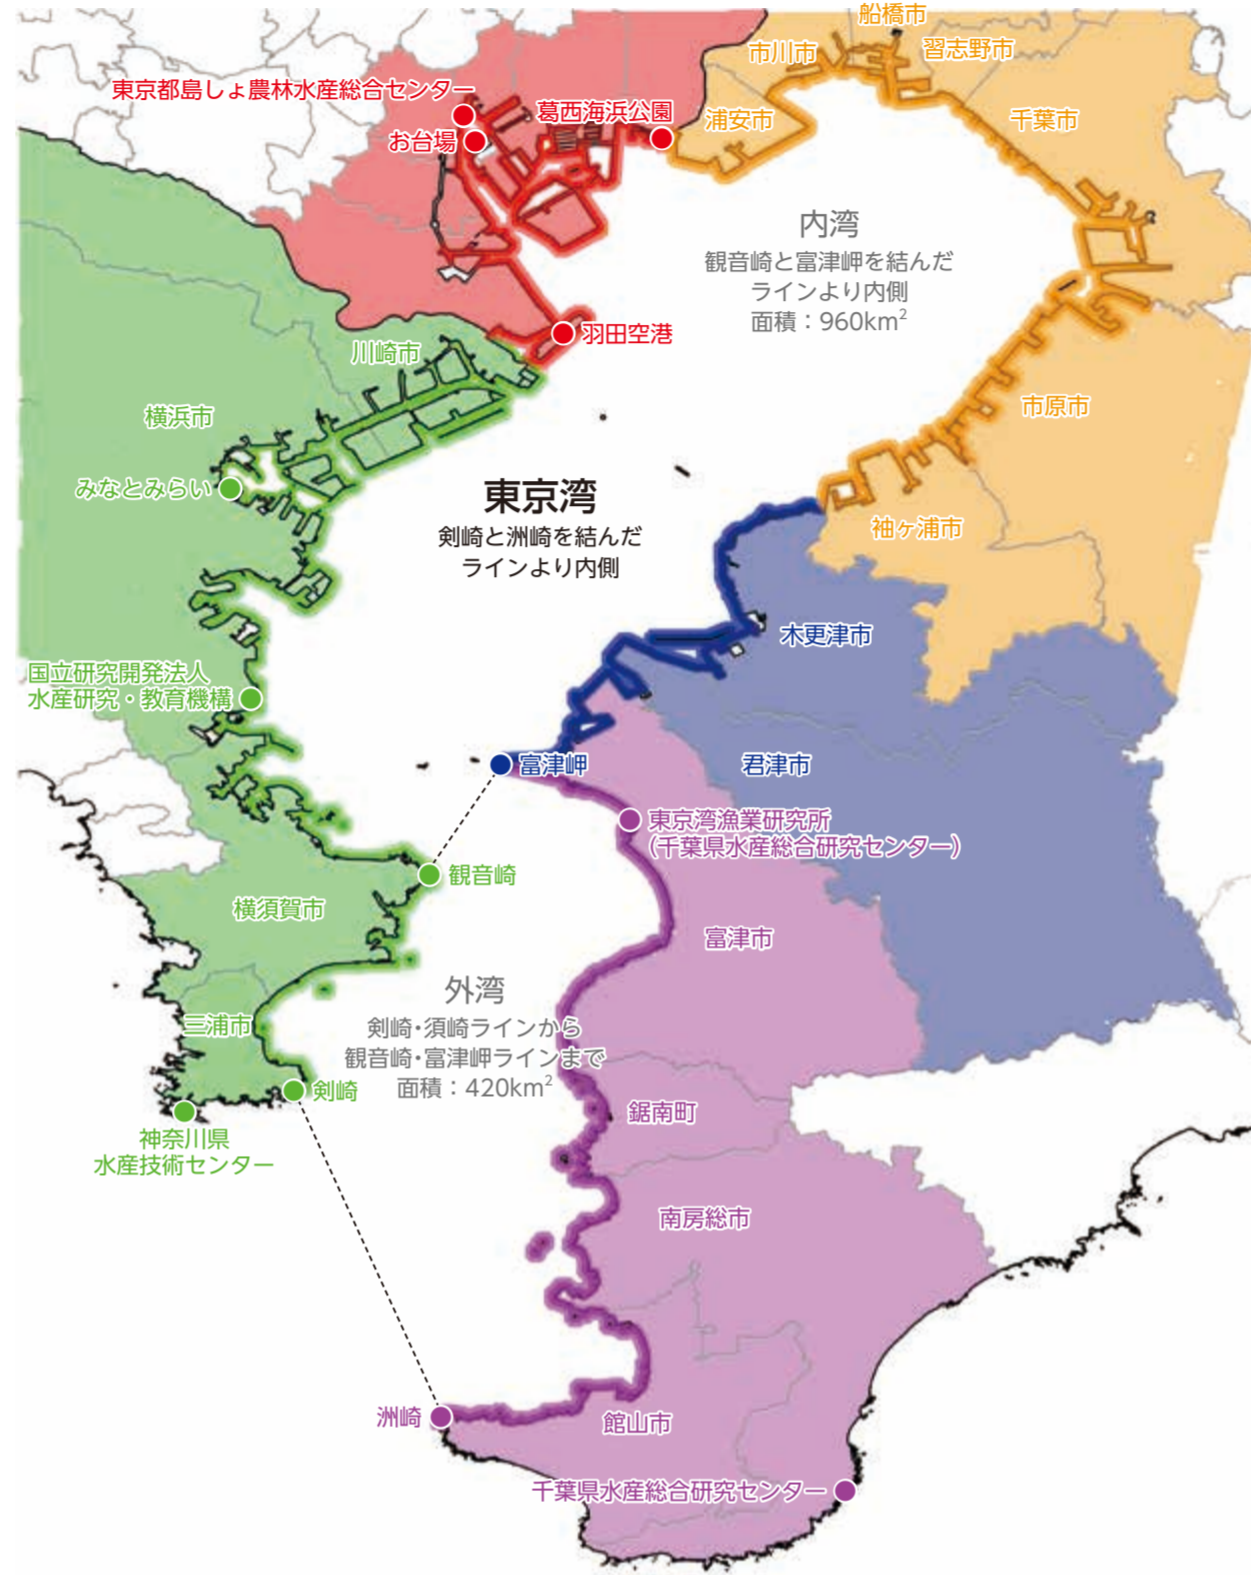 船橋市
市川市
習志野市
東京都島しょ農林水産総合センター
葛西海浜公園
浦安市
千葉市
お台場
内湾
観音崎と富津岬を結んだ
ラインより内側
面積：960km²
羽田空港
川崎市
横浜市
市原市
みなとみらい
東京湾
剣崎と洲崎を結んだ
ラインより内側
袖ヶ浦市
木更津市
国立研究開発法人
水産研究・教育機構
富津岬
君津市
東京湾漁業研究所
（千葉県水産総合研究センター）
観音崎
横須賀市
富津市
外湾
剣崎・須崎ラインから
観音崎・富津岬ラインまで
面積：420km²
三浦市
剣崎
鋸南町
神奈川県
水産技術センター
南房総市
洲崎
館山市
千葉県水産総合研究センター